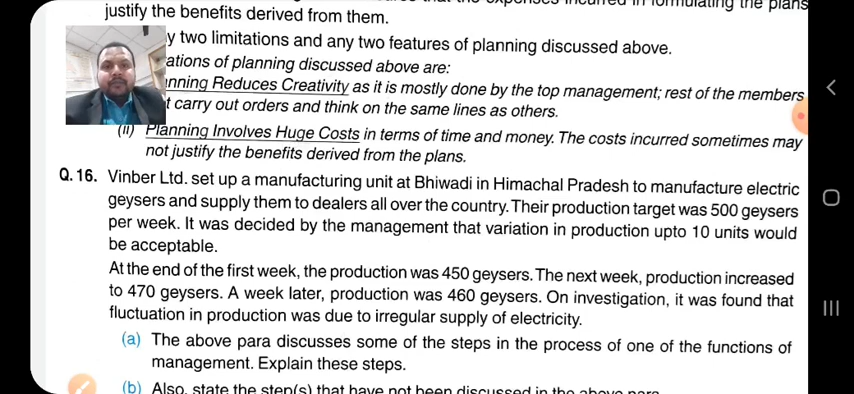 justify the benefits derived from them.
y two limitations and any two features of planning discussed above.
ations of planning discussed above are:
nning Reduces Creativity as it is mostly done by the top management; rest of the members
t carry out orders and think on the same lines as others.
(ii) Planning Involves Huge Costs in terms of time and money. The costs incurred sometimes may
not justify the benefits derived from the plans.
Q.16. Vinber Ltd. set up a manufacturing unit at Bhiwadi in Himachal Pradesh to manufacture electric
geysers and supply them to dealers all over the country. Their production target was 500 geysers
per week. It was decided by the management that variation in production upto 10 units would
be acceptable.
At the end of the first week, the production was 450 geysers. The next week, production increased
to 470 geysers. A week later, production was 460 geysers. On investigation, it was found that
fluctuation in production was due to irregular supply of electricity.
(a) The above para discusses some of the steps in the process of one of the functions of
management. Explain these steps.
(b) Also, state the step(s) that have not been discussed in the above para.